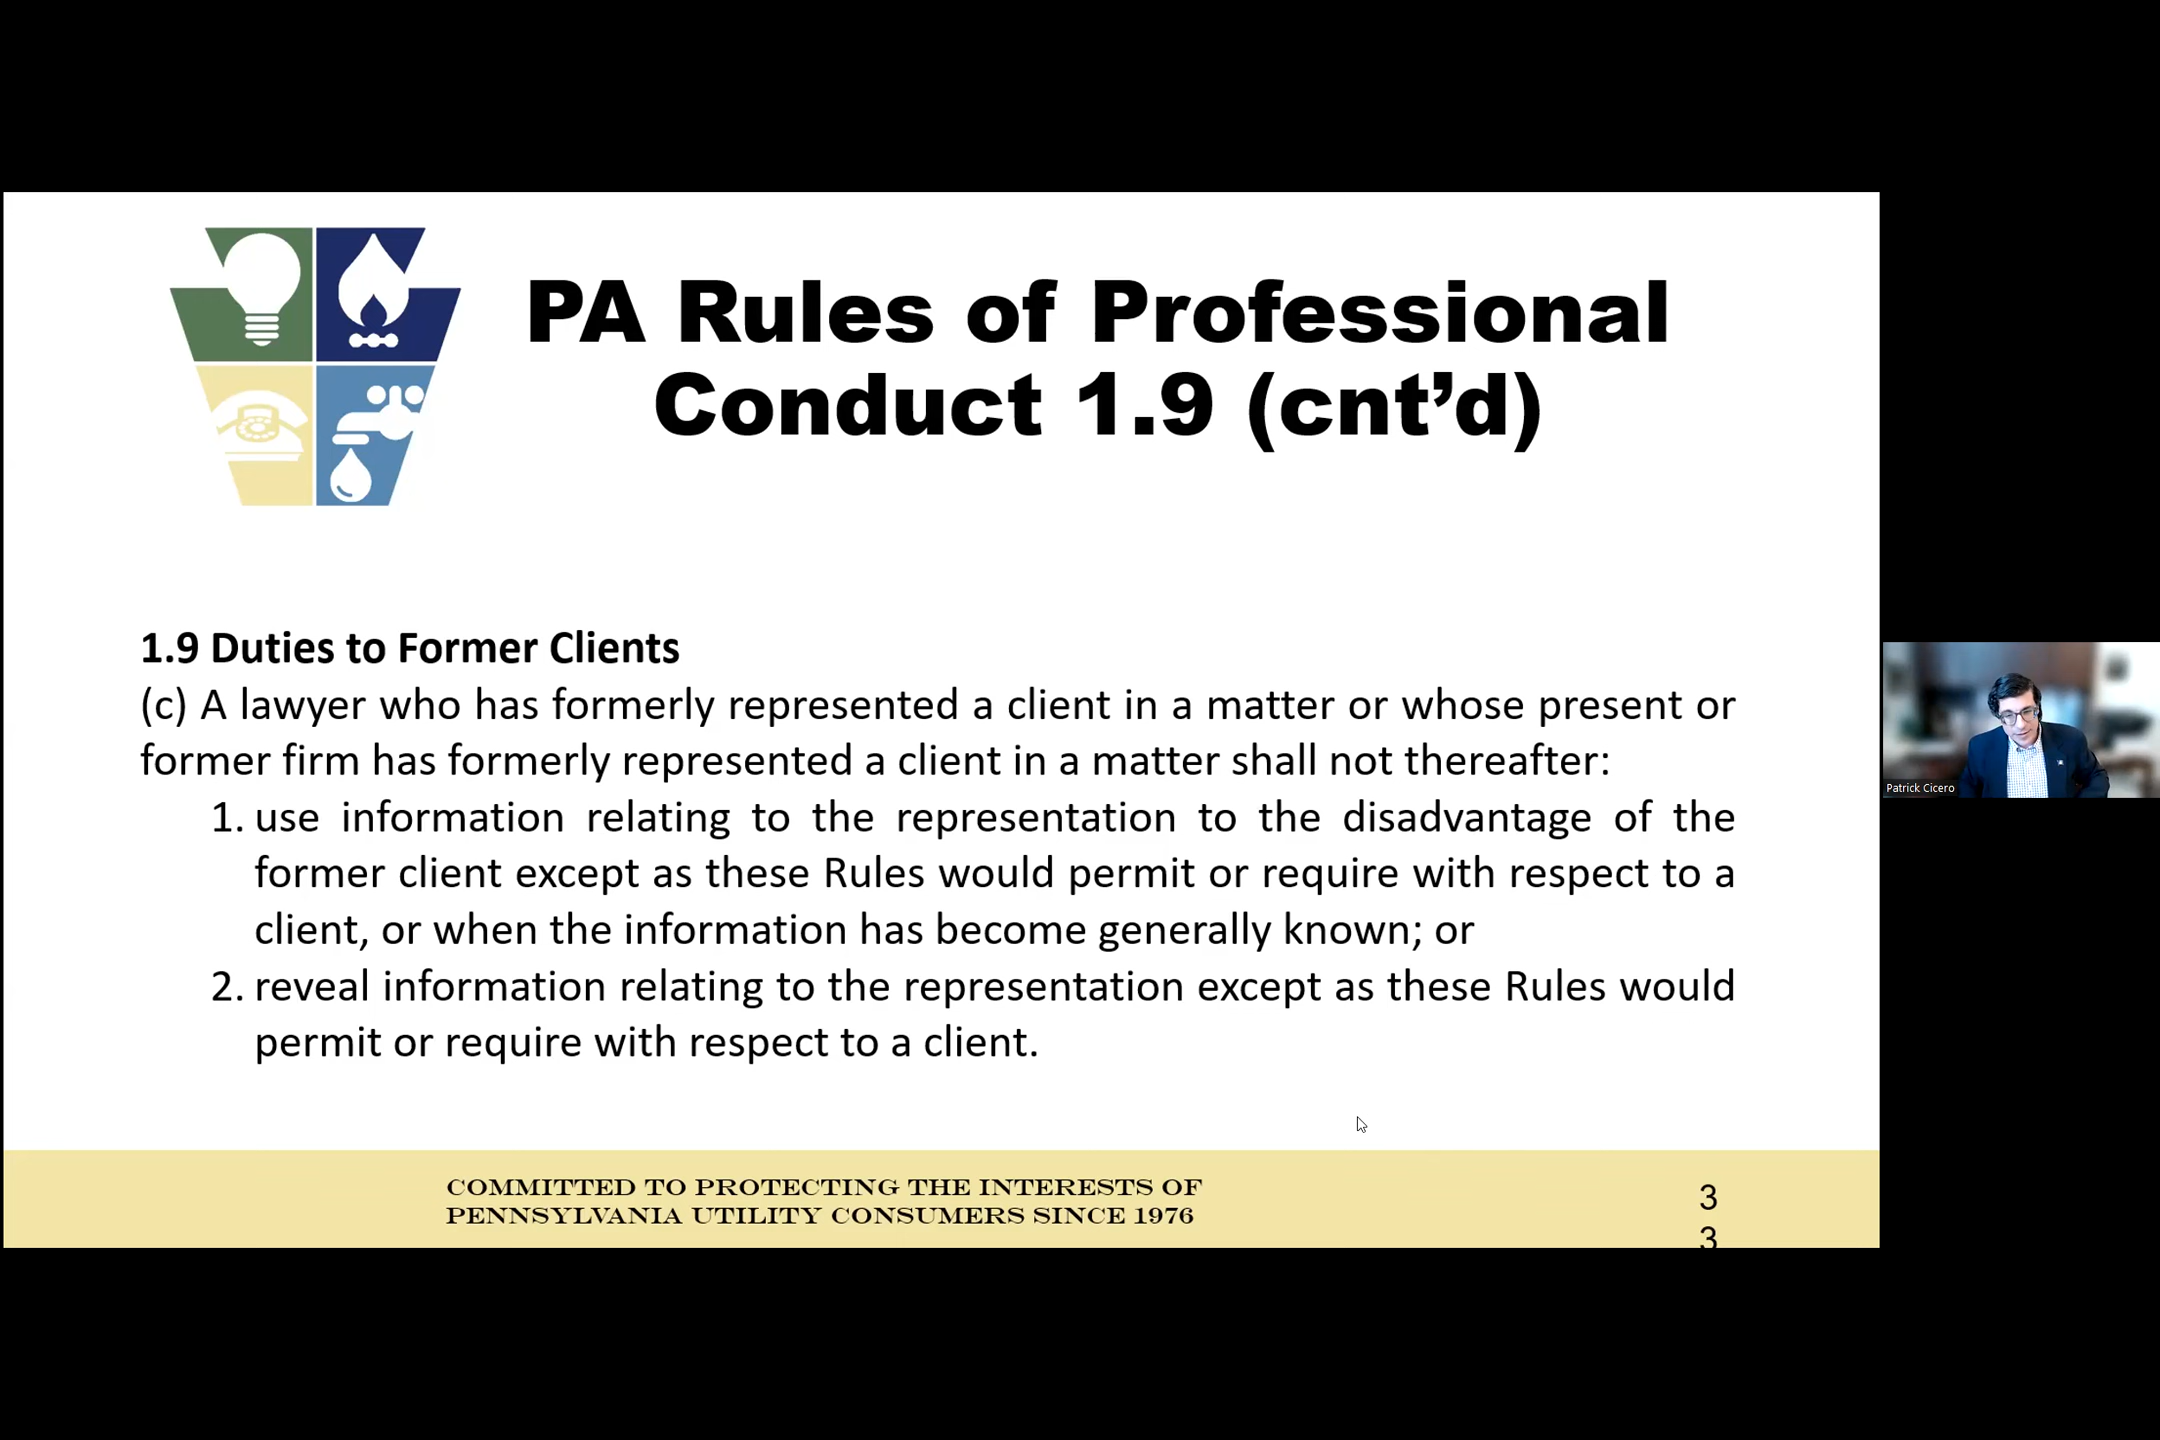 PA Rules of Professional
Conduct 1.9 (cnt’d)
1.9 Duties to Former Clients
(c) A lawyer who has formerly represented a client in a matter or whose present or
former firm has formerly represented a client in a matter shall not thereafter:
1. use information relating to the representation to the disadvantage of the
former client except as these Rules would permit or require with respect to a
client, or when the information has become generally known; or
2. reveal information relating to the representation except as these Rules would
permit or require with respect to a client.
Patrick Cicero
COMMITTED TO PROTECTING THE INTERESTS OF
PENNSYLVANIA UTILITY CONSUMERS SINCE 1976
3
3